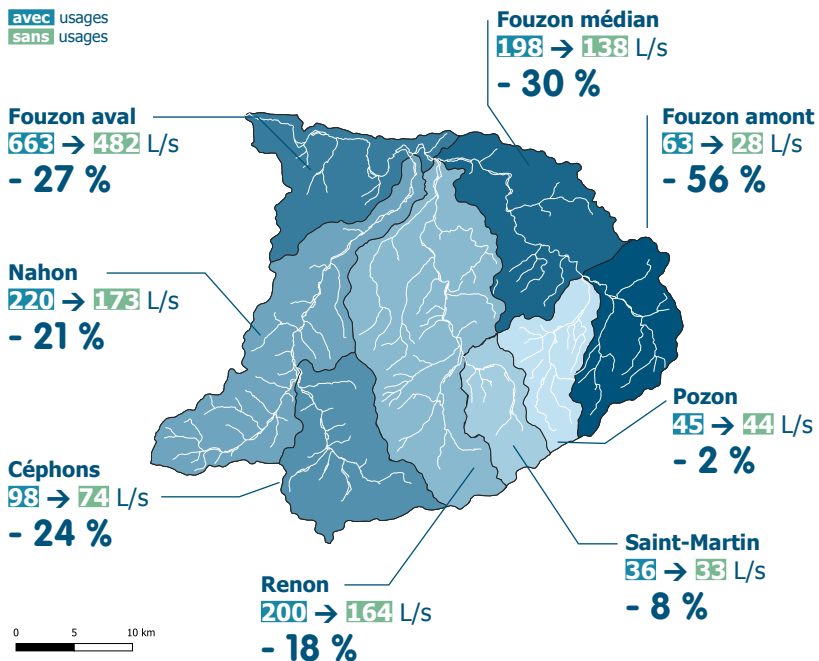 avec usages
sans usages
Fouzon médian
198 → 138 L/s
- 30 %
Fouzon aval
663 → 482 L/s
- 27 %
Fouzon amont
63 → 28 L/s
- 56 %
Nahon
220 → 173 L/s
- 21 %
Pozon
45 → 44 L/s
- 2 %
Céphons
98 → 74 L/s
- 24 %
Saint-Martin
36 → 33 L/s
- 8 %
Renon
200 → 164 L/s
- 18 %
0 5 10 km